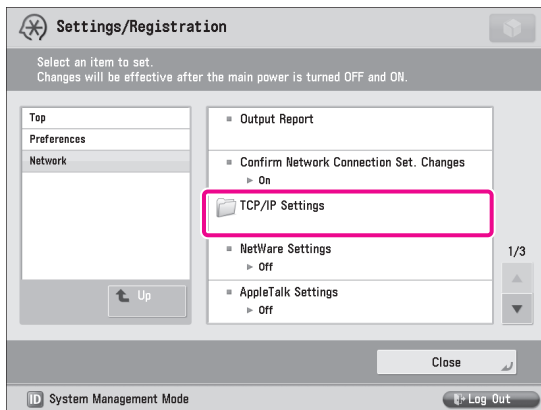 Settings/Registration
Select an item to set.
Changes will be effective after the main power is turned OFF and ON.
Top
Preferences
Network
Up
Output Report
Confirm Network Connection Set. Changes
► On
TCP/IP Settings
NetWare Settings
► Off
AppleTalk Settings
► Off
1/3
Close
ID System Management Mode
Log Out